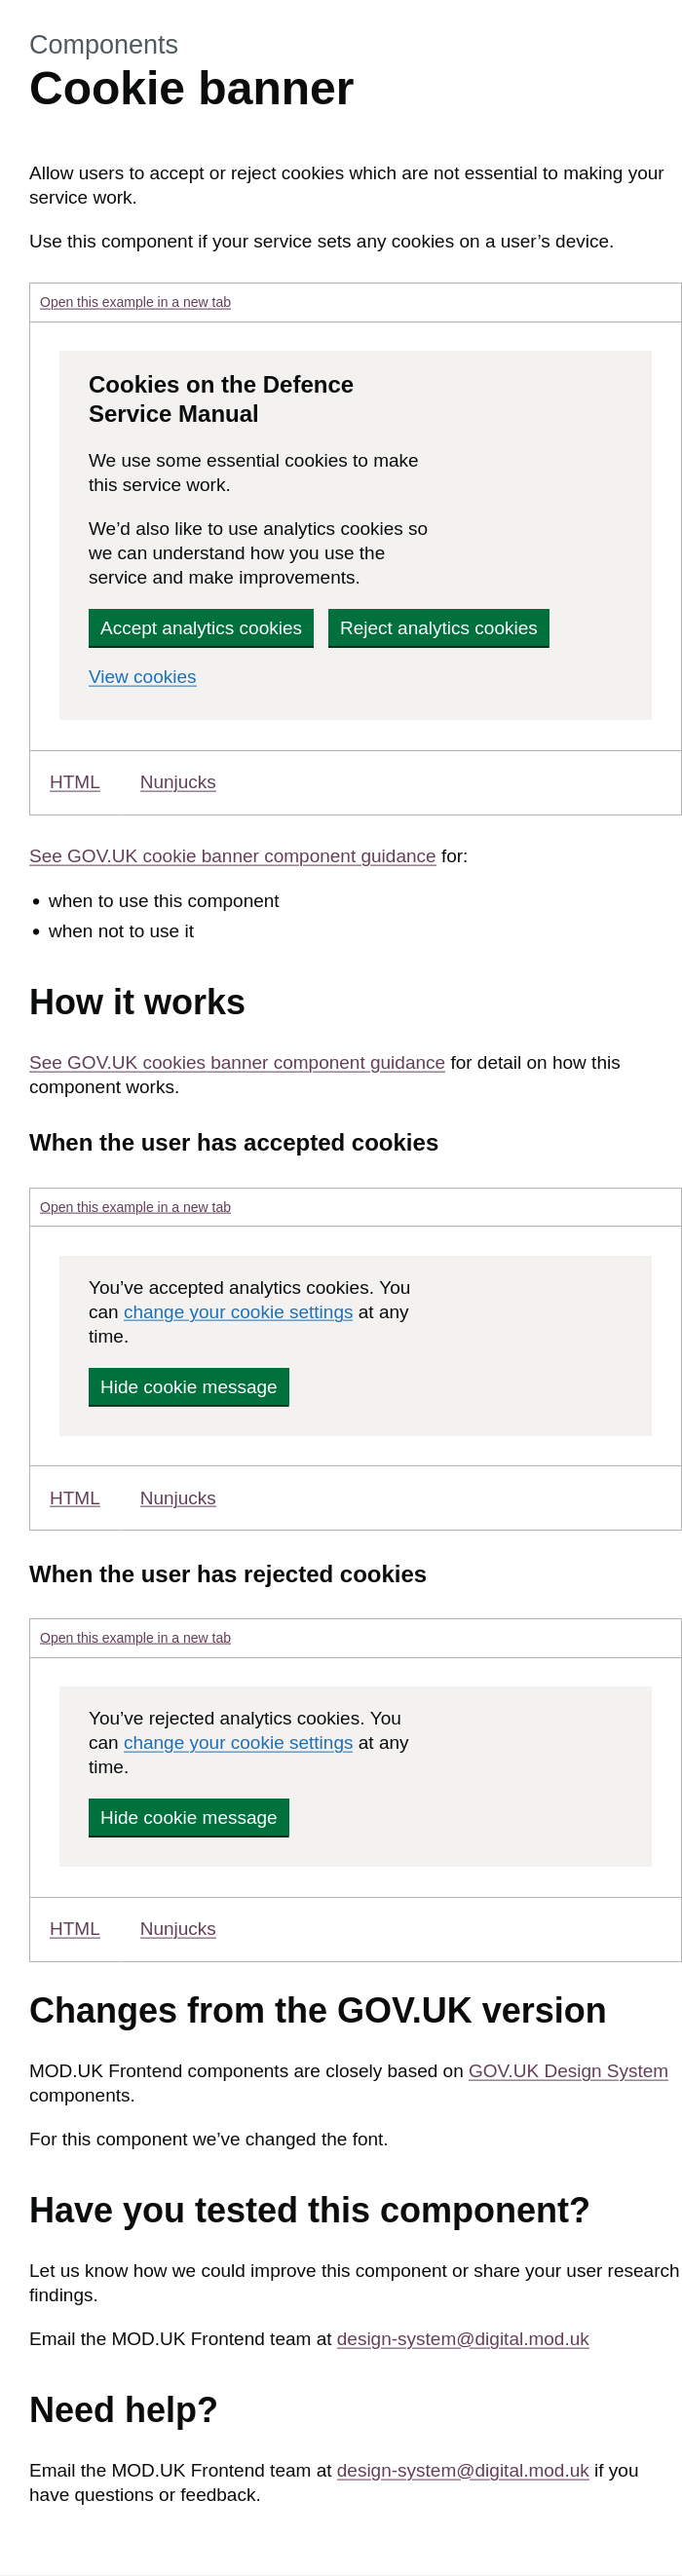 Components
Cookie banner
Allow users to accept or reject cookies which are not essential to making your
service work.
Use this component if your service sets any cookies on a user’s device.
Open this example in a new tab
Cookies on the Defence
Service Manual
We use some essential cookies to make
this service work.
We’d also like to use analytics cookies so
we can understand how you use the
service and make improvements.
Accept analytics cookies Reject analytics cookies
View cookies
HTML Nunjucks
See GOV.UK cookie banner component guidance for:
• when to use this component
• when not to use it
How it works
See GOV.UK cookies banner component guidance for detail on how this
component works.
When the user has accepted cookies
Open this example in a new tab
You’ve accepted analytics cookies. You
can change your cookie settings at any
time.
Hide cookie message
HTML Nunjucks
When the user has rejected cookies
Open this example in a new tab
You’ve rejected analytics cookies. You
can change your cookie settings at any
time.
Hide cookie message
HTML Nunjucks
Changes from the GOV.UK version
MOD.UK Frontend components are closely based on GOV.UK Design System
components.
For this component we’ve changed the font.
Have you tested this component?
Let us know how we could improve this component or share your user research
findings.
Email the MOD.UK Frontend team at design-system@digital.mod.uk
Need help?
Email the MOD.UK Frontend team at design-system@digital.mod.uk if you
have questions or feedback.